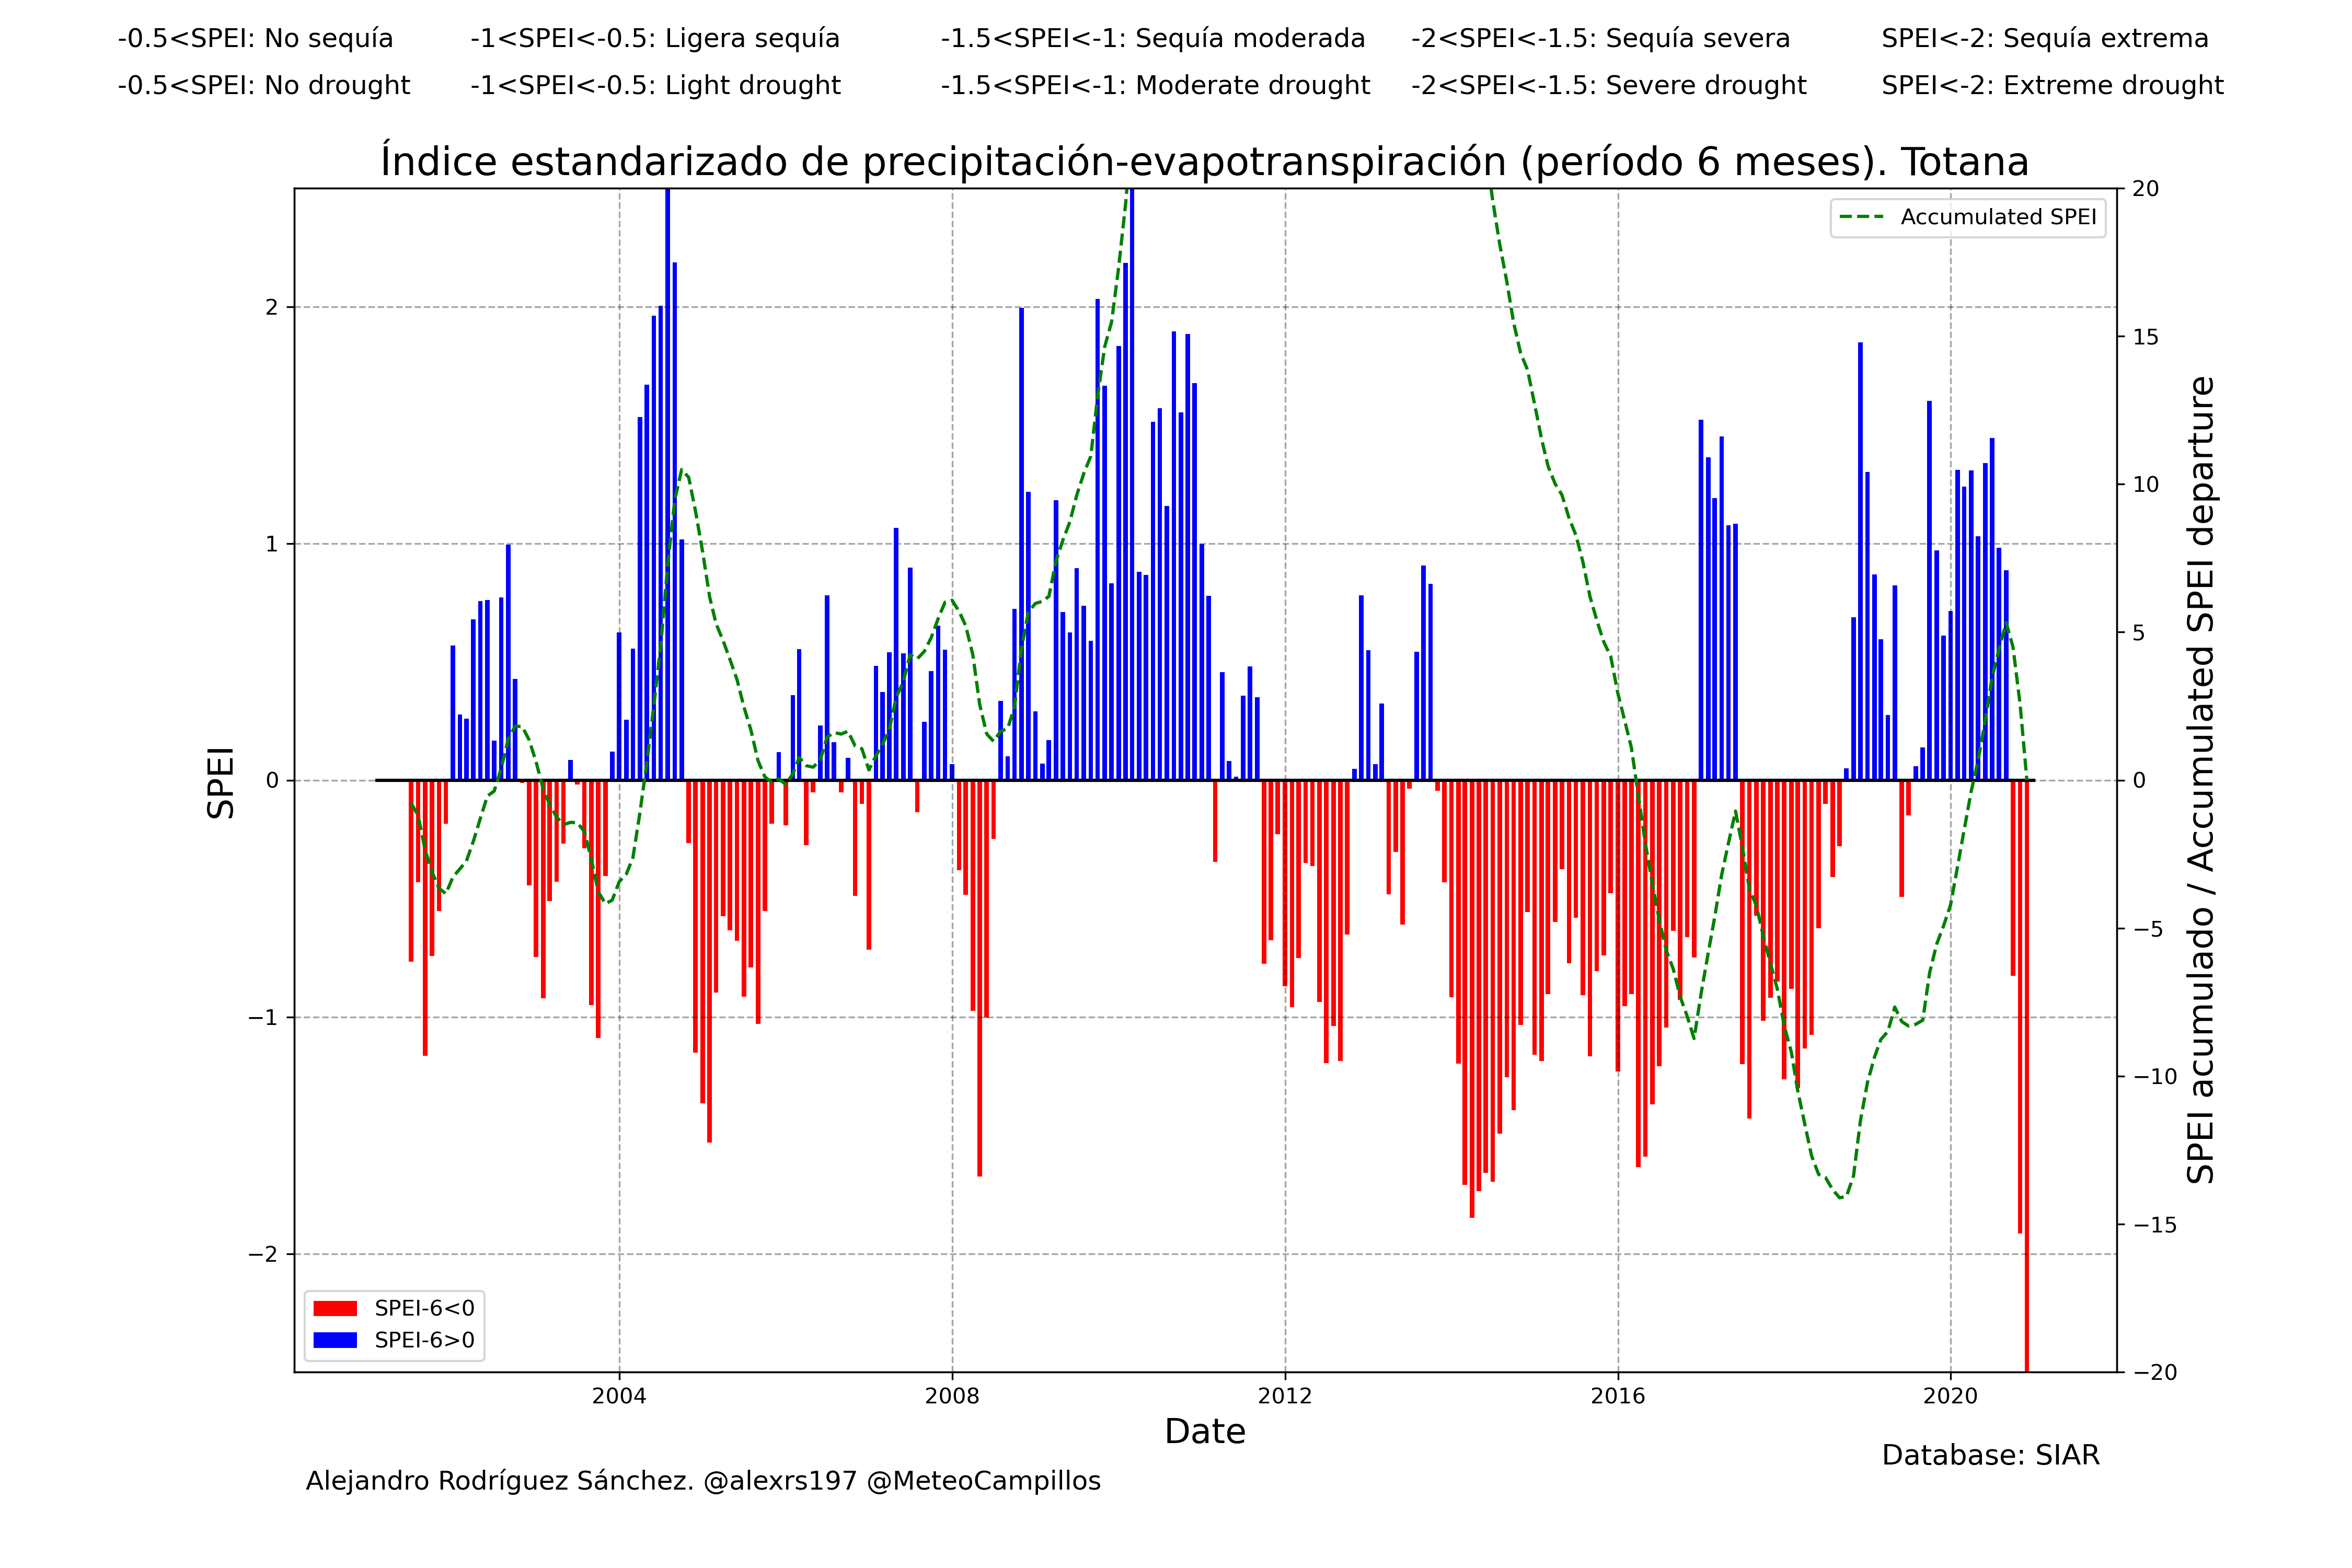 -0.5<SPEI: No sequía -1<SPEI<-0.5: Ligera sequía -1.5<SPEI<-1: Sequía moderada -2<SPEI<-1.5: Sequía severa SPEI<-2: Sequía extrema
-0.5<SPEI: No drought -1<SPEI<-0.5: Light drought -1.5<SPEI<-1: Moderate drought -2<SPEI<-1.5: Severe drought SPEI<-2: Extreme drought
Índice estandarizado de precipitación-evapotranspiración (período 6 meses). Totana
Accumulated SPEI
SPEI
2
1
0
−1
−2
20
15
10
5
0
−5
−10
−15
−20
SPEI acumulado / Accumulated SPEI departure
SPEI-6<0
SPEI-6>0
2004 2008 2012 2016 2020
Date
Database: SIAR
Alejandro Rodríguez Sánchez. @alexrs197 @MeteoCampillos